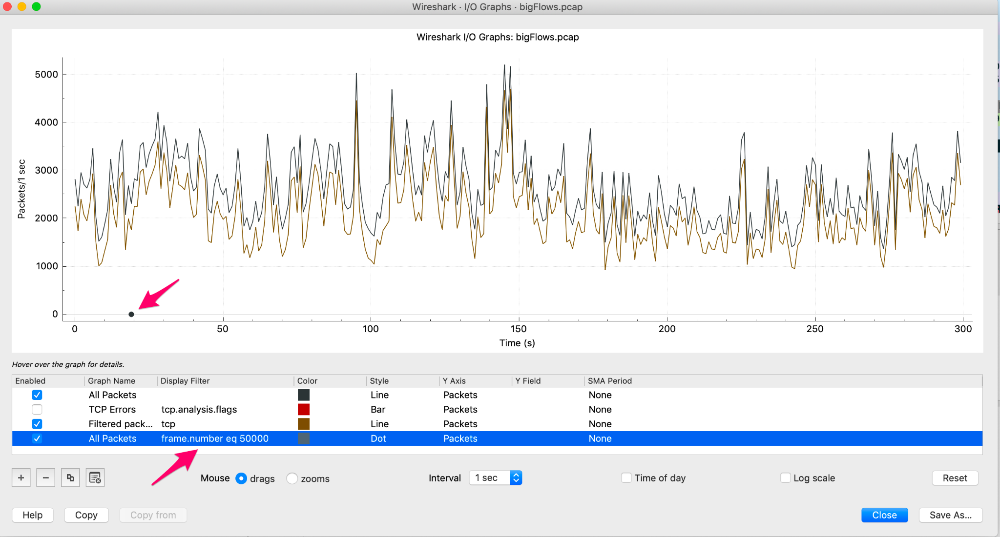 Wireshark · I/O Graphs · bigFlows.pcap
Wireshark I/O Graphs: bigFlows.pcap
5000
4000
3000
2000
1000
0
Packets/1 sec
0 50 100 150 200 250 300
Time (s)
Hover over the graph for details.
Enabled Graph Name Display Filter Color Style Y Axis Y Field SMA Period
All Packets Line Packets None
TCP Errors tcp.analysis.flags Bar Packets None
Filtered pack... tcp Line Packets None
All Packets frame.number eq 50000 Dot Packets None
+ − Mouse drags zooms Interval 1 sec Time of day Log scale Reset
Help Copy Copy from Close Save As...